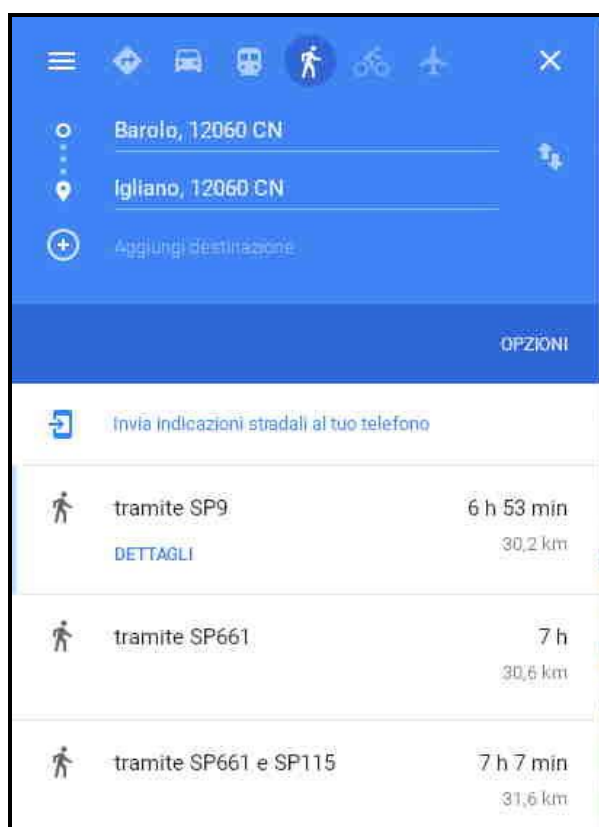 Barolo, 12060 CN
Igliano, 12060 CN
Aggiungi destinazione
OPZIONI
Invia indicazioni stradali al tuo telefono
tramite SP9 6 h 53 min
DETTAGLI 30,2 km
tramite SP661 7 h
30,6 km
tramite SP661 e SP115 7 h 7 min
31,6 km